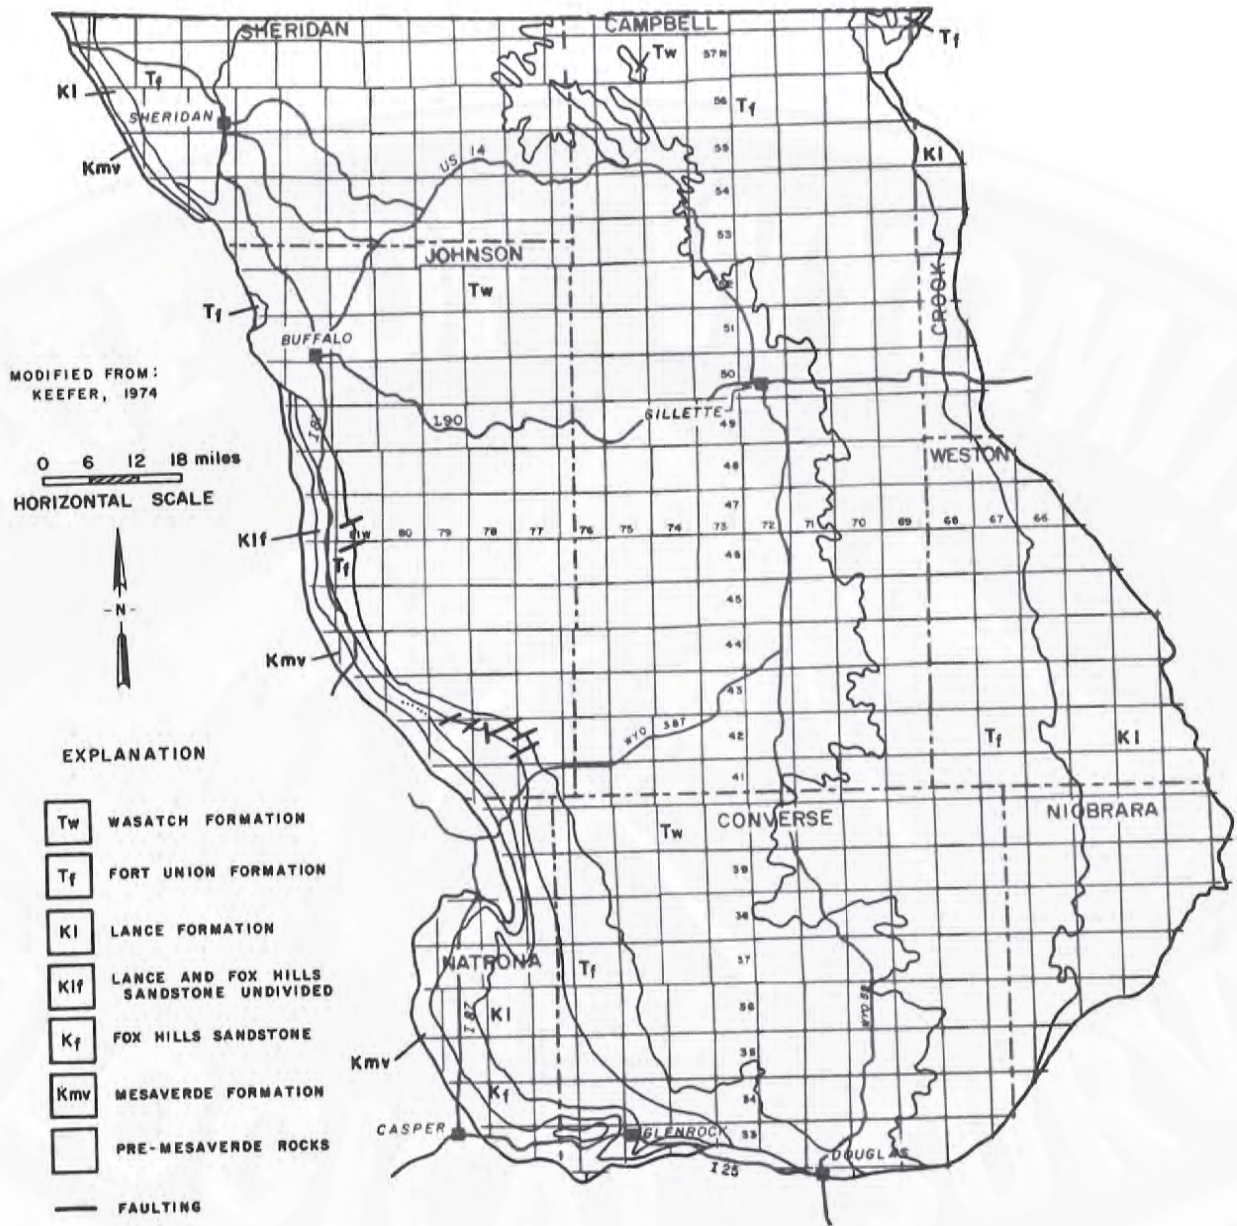 SHERIDAN
CAMPBELL
Tf
Tw
57N
Tf
Kl
SHERIDAN
56
Tf
Kmv
US 14
55
Kl
54
53
JOHNSON
Tw
CROOK
Tf
51
BUFFALO
MODIFIED FROM:
KEEFER, 1974
50
GILLETTE
I90
49
0 6 12 18 miles
HORIZONTAL SCALE
48
WESTON
47
Klf
81W 80 79 78 77 76 75 74 73 72 71 70 69 68 67 66
46
Tf
-N-
45
44
Kmv
43
WYO 387
42
Tf
Kl
41
EXPLANATION
CONVERSE
NIOBRARA
Tw
Tw WASATCH FORMATION
39
Tf FORT UNION FORMATION
38
Kl LANCE FORMATION
NATRONA
Tf
37
Klf LANCE AND FOX HILLS
SANDSTONE UNDIVIDED
36
I 87
Kl
Kf FOX HILLS SANDSTONE
35
Kmv
Kf
Kmv MESAVERDE FORMATION
34
CASPER
GLENROCK
33
PRE-MESAVERDE ROCKS
DOUGLAS
I 25
FAULTING